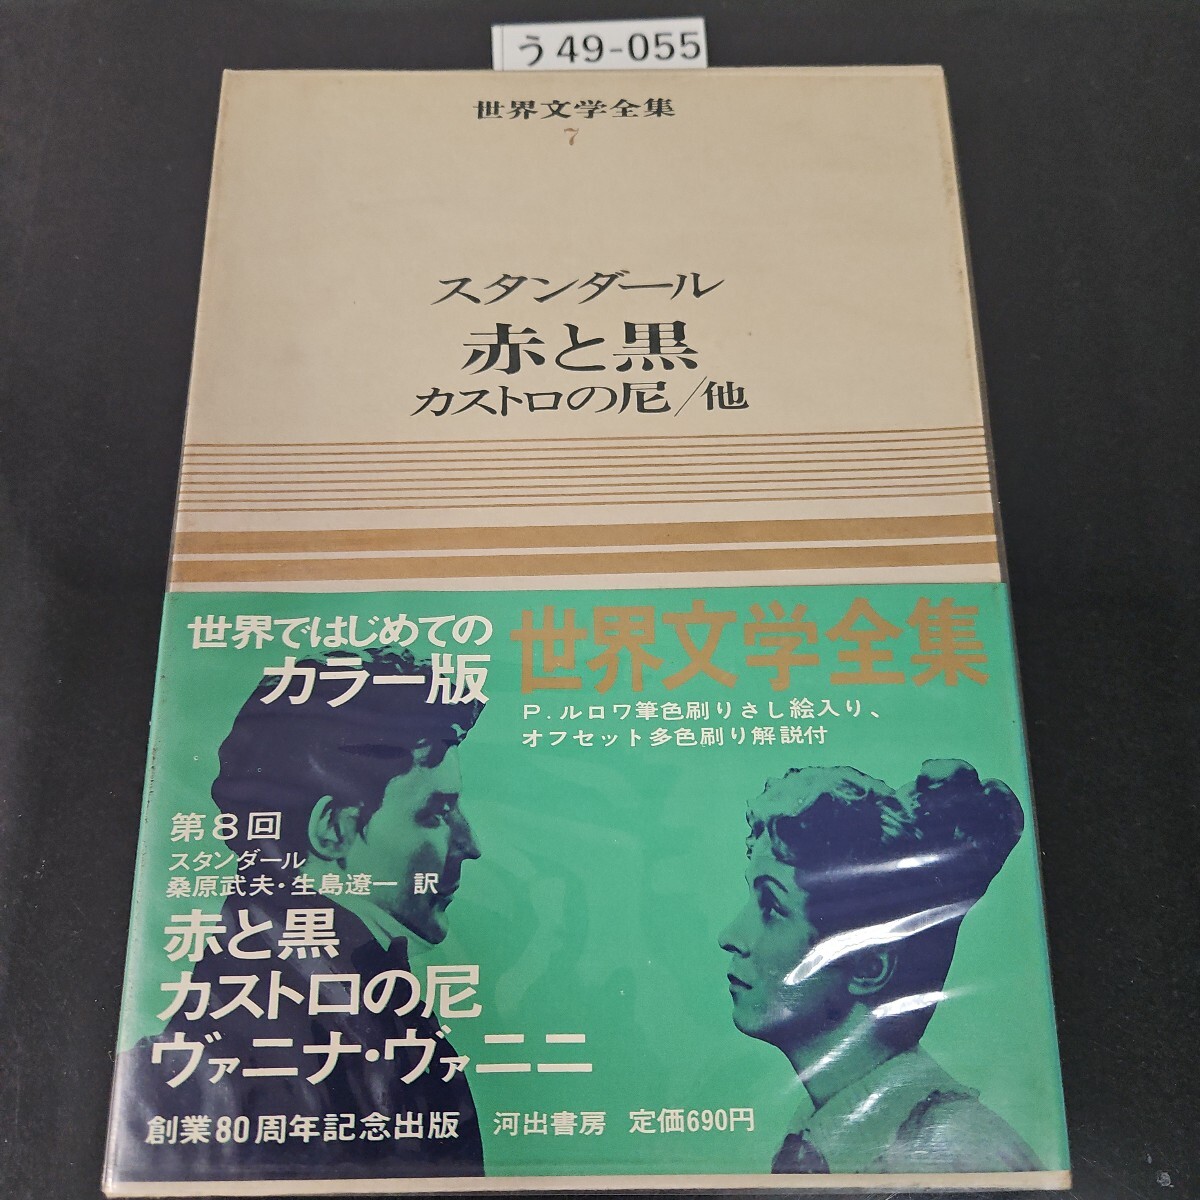 う49-055
世界文学全集
7
スタンダール
赤と黒
カストロの尼/他
世界ではじめての
カラー版
世界文学全集
P.ルロワ筆色刷りさし絵入り、
オフセット多色刷り解説付
第8回
スタンダール
桑原武夫・生島遼一 訳
赤と黒
カストロの尼
ヴァニナ・ヴァニニ
創業80周年記念出版 河出書房 定価690円